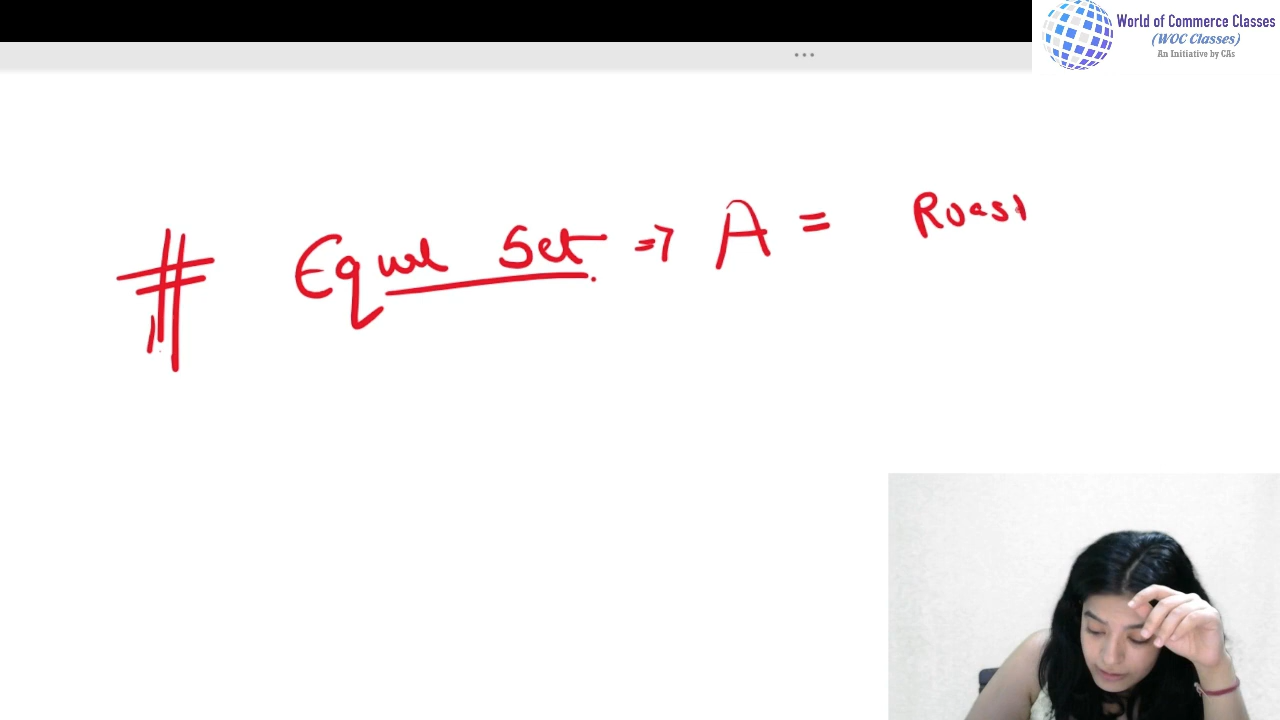 World of Commerce Classes
(WOC Classes)
An Initiative by CAs
# Equal Set => A = Roast